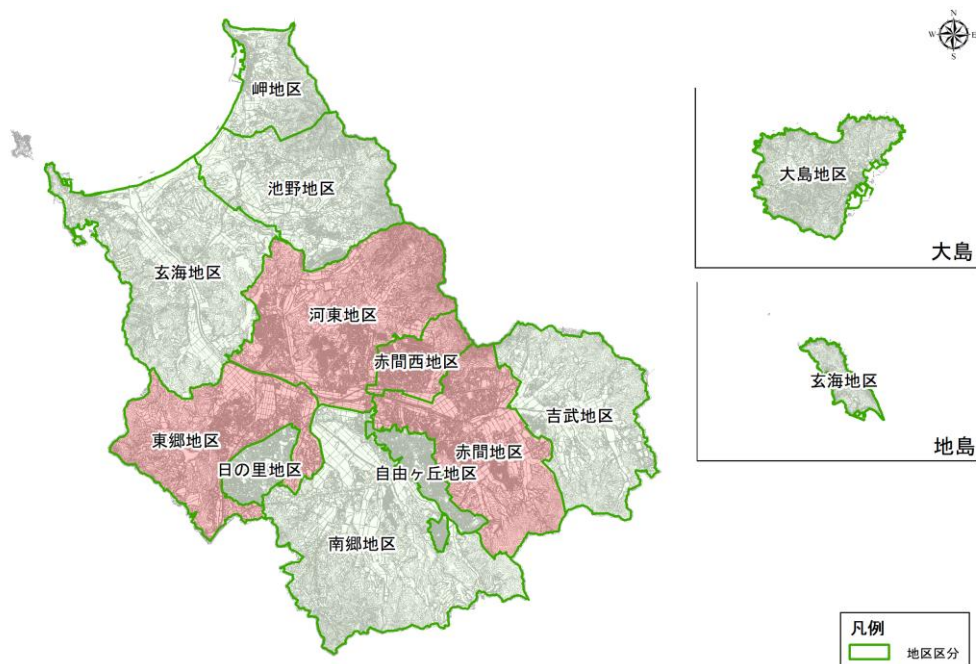 N
W
E
S
岬地区
池野地区
玄海地区
河東地区
赤間西地区
吉武地区
東郷地区
日の里地区
自由ヶ丘地区
赤間地区
南郷地区
大島地区
大島
玄海地区
地島
凡例
地区区分